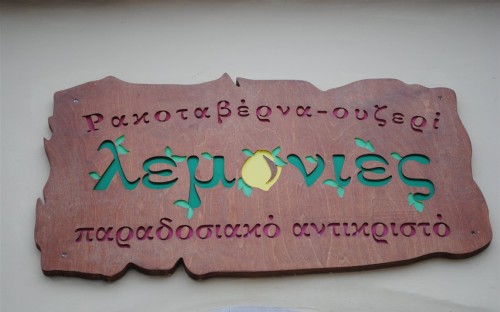 Ρακοταβέρνα-ουζερί
λεμονιές
παραδοσιακό αντικριστό